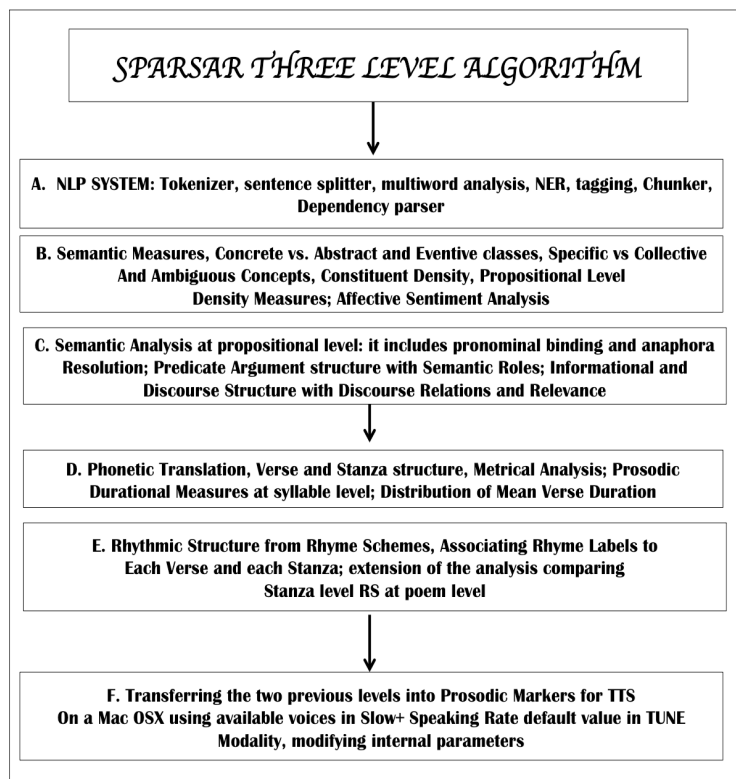 SPARSAR THREE LEVEL ALGORITHM
A. NLP SYSTEM: Tokenizer, sentence splitter, multiword analysis, NER, tagging, Chunker,
Dependency parser
B. Semantic Measures, Concrete vs. Abstract and Eventive classes, Specific vs Collective
And Ambiguous Concepts, Constituent Density, Propositional Level
Density Measures; Affective Sentiment Analysis
C. Semantic Analysis at propositional level: it includes pronominal binding and anaphora
Resolution; Predicate Argument structure with Semantic Roles; Informational and
Discourse Structure with Discourse Relations and Relevance
D. Phonetic Translation, Verse and Stanza structure, Metrical Analysis; Prosodic
Durational Measures at syllable level; Distribution of Mean Verse Duration
E. Rhythmic Structure from Rhyme Schemes, Associating Rhyme Labels to
Each Verse and each Stanza; extension of the analysis comparing
Stanza level RS at poem level
F. Transferring the two previous levels into Prosodic Markers for TTS
On a Mac OSX using available voices in Slow+ Speaking Rate default value in TUNE
Modality, modifying internal parameters